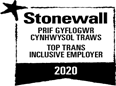 Stonewall
PRIF GYFLOGWR
CYNHWYSOL TRAWS
TOP TRANS
INCLUSIVE EMPLOYER
2020